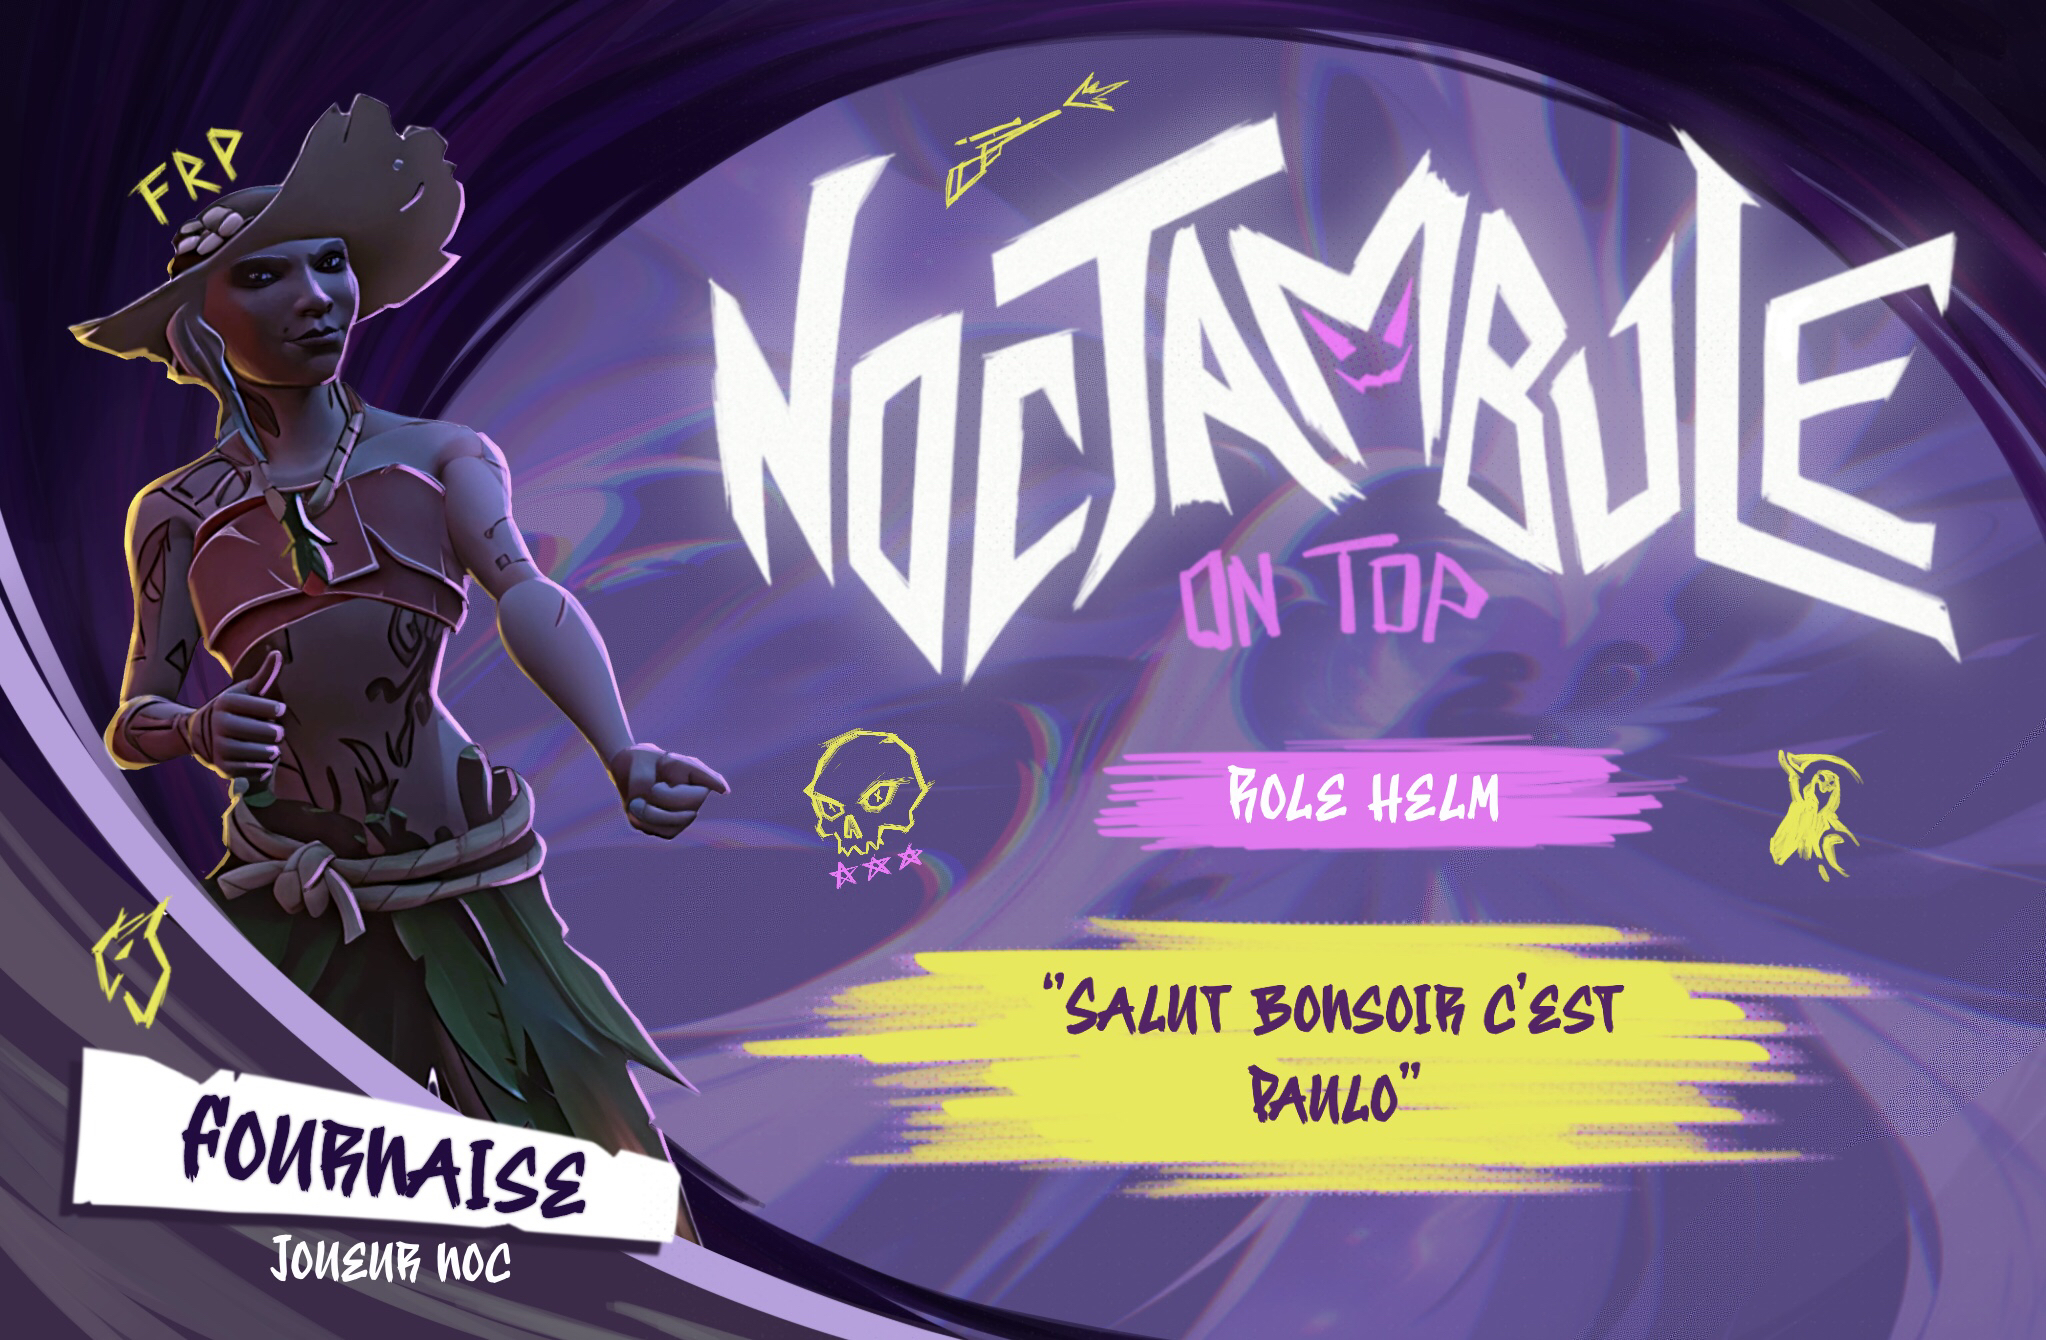 FRP
NOCTAMBULE
ON TOP
ROLE HELM
"SALUT BONSOIR C'EST
PAULO"
FOURNAISE
JOUEUR NOC